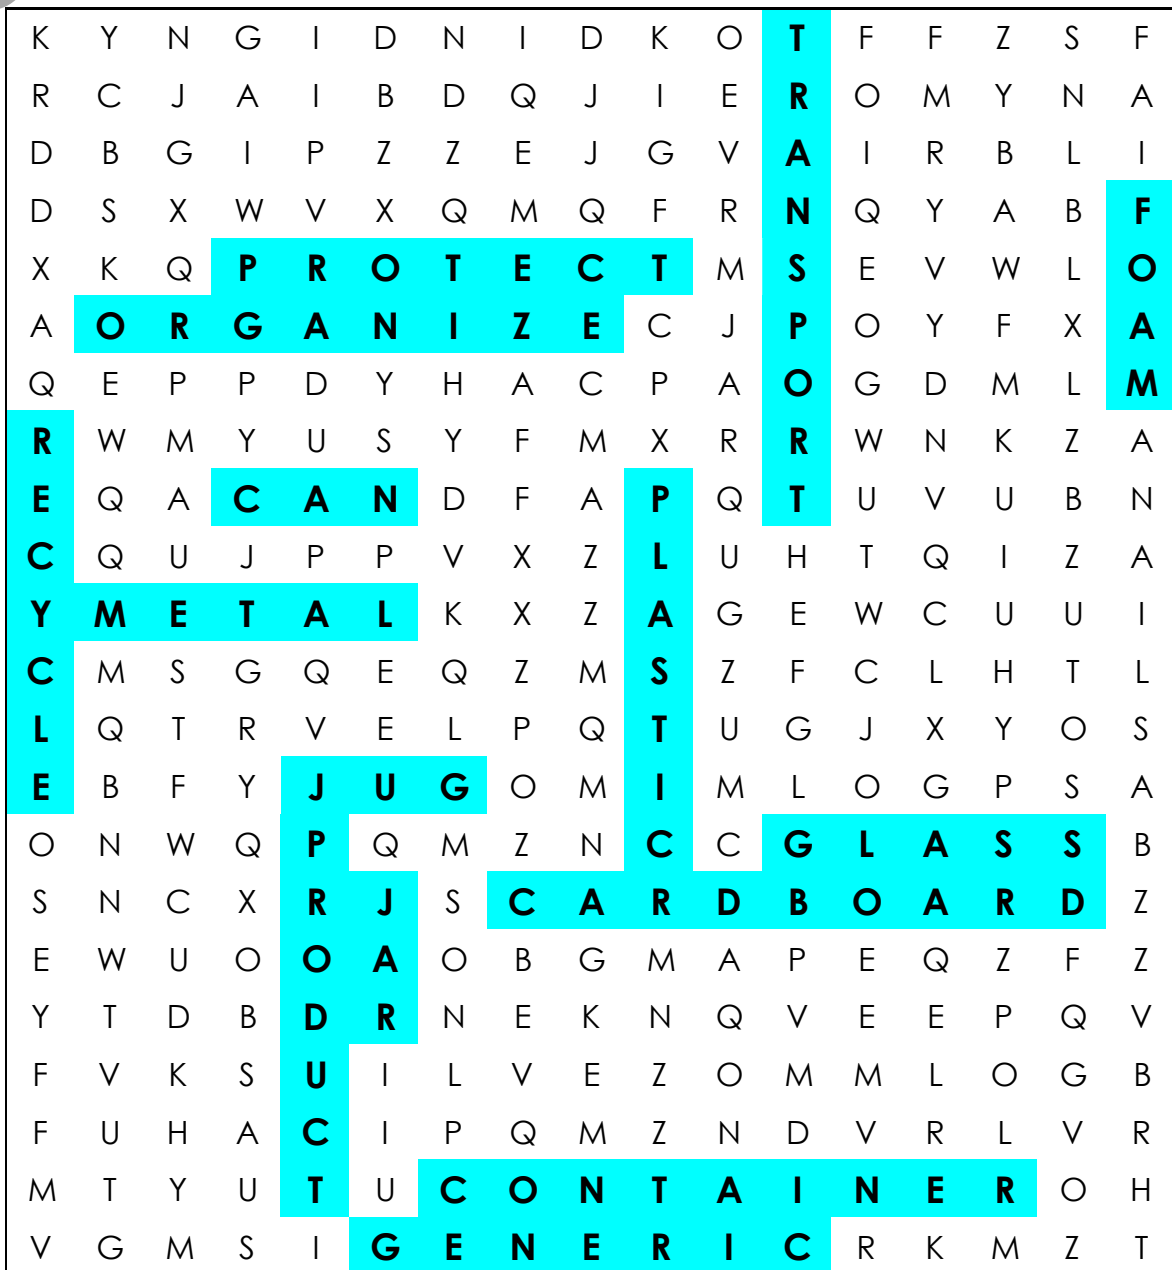 K Y N G I D N I D K O T F F Z S F
R C J A I B D Q J I E R O M Y N A
D B G I P Z Z E J G V A I R B L I
D S X W V X Q M Q F R N Q Y A B F
X K Q P R O T E C T M S E V W L O
A O R G A N I Z E C J P O Y F X A
Q E P P D Y H A C P A O G D M L M
R W M Y U S Y F M X R R W N K Z A
E Q A C A N D F A P Q T U V U B N
C Q U J P P V X Z L U H T Q I Z A
Y M E T A L K X Z A G E W C U U I
C M S G Q E Q Z M S Z F C L H T L
L Q T R V E L P Q T U G J X Y O S
E B F Y J U G O M I M L O G P S A
O N W Q P Q M Z N C C G L A S S B
S N C X R J S C A R D B O A R D Z
E W U O O A O B G M A P E Q Z F Z
Y T D B D R N E K N Q V E E P Q V
F V K S U I L V E Z O M M L O G B
F U H A C I P Q M Z N D V R L V R
M T Y U T U C O N T A I N E R O H
V G M S I G E N E R I C R K M Z T